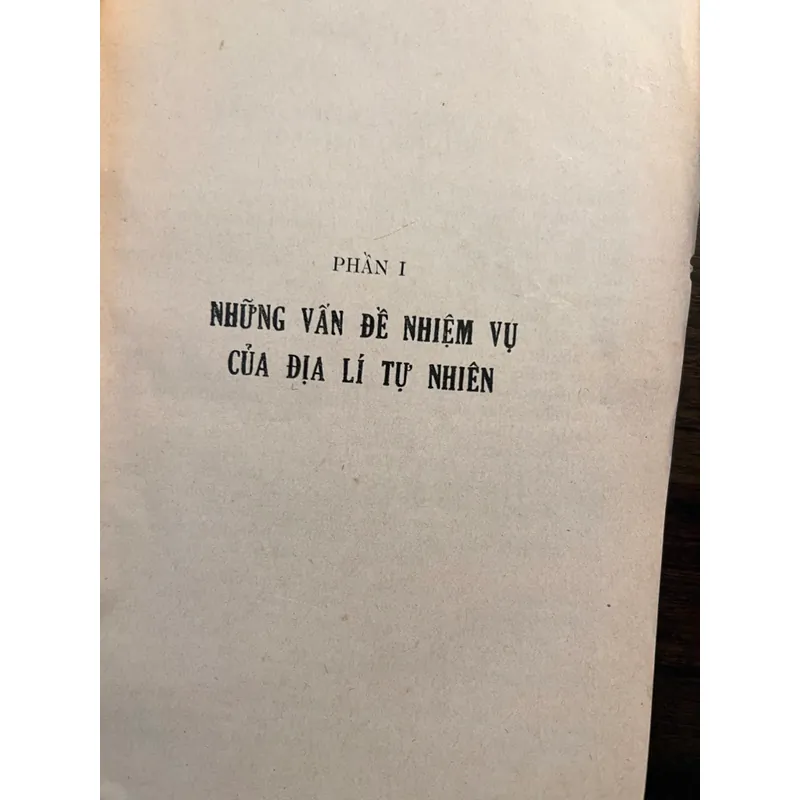 PHẦN I
NHỮNG VẤN ĐỀ NHIỆM VỤ
CỦA ĐỊA LÍ TỰ NHIÊN